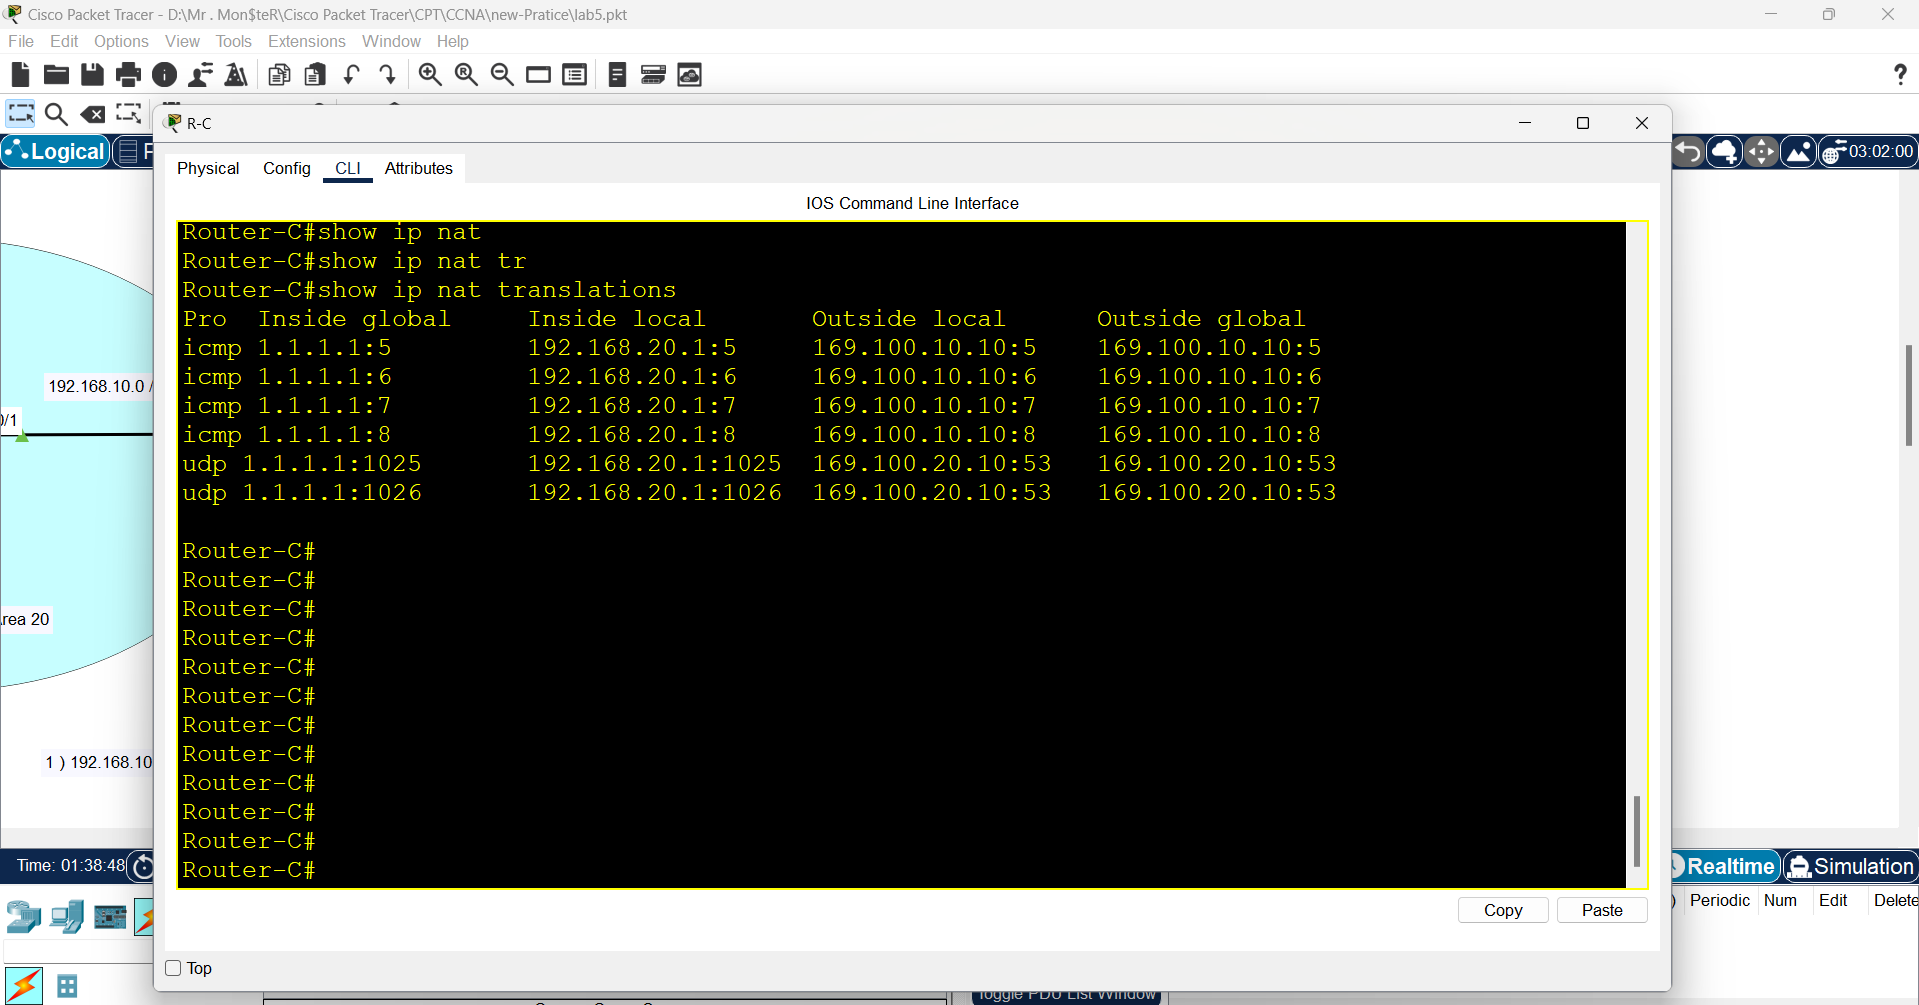 Cisco Packet Tracer - D:\Mr . Mon$teR\Cisco Packet Tracer\CPT\CCNA\new-Pratice\lab5.pkt
File Edit Options View Tools Extensions Window Help
R-C
Logical
03:02:00
Physical Config CLI Attributes
IOS Command Line Interface
Router-C#show ip nat
Router-C#show ip nat tr
Router-C#show ip nat translations
Pro Inside global Inside local Outside local Outside global
icmp 1.1.1.1:5 192.168.20.1:5 169.100.10.10:5 169.100.10.10:5
icmp 1.1.1.1:6 192.168.20.1:6 169.100.10.10:6 169.100.10.10:6
icmp 1.1.1.1:7 192.168.20.1:7 169.100.10.10:7 169.100.10.10:7
icmp 1.1.1.1:8 192.168.20.1:8 169.100.10.10:8 169.100.10.10:8
udp 1.1.1.1:1025 192.168.20.1:1025 169.100.20.10:53 169.100.20.10:53
udp 1.1.1.1:1026 192.168.20.1:1026 169.100.20.10:53 169.100.20.10:53
Router-C#
Router-C#
Router-C#
Router-C#
Router-C#
Router-C#
Router-C#
Router-C#
Router-C#
Router-C#
Router-C#
Router-C#
192.168.10.0 /
0/1
rea 20
1 ) 192.168.10
Copy Paste
Top
Time: 01:38:48
Realtime Simulation
) Periodic Num Edit Delete
Toggle PDU List Window